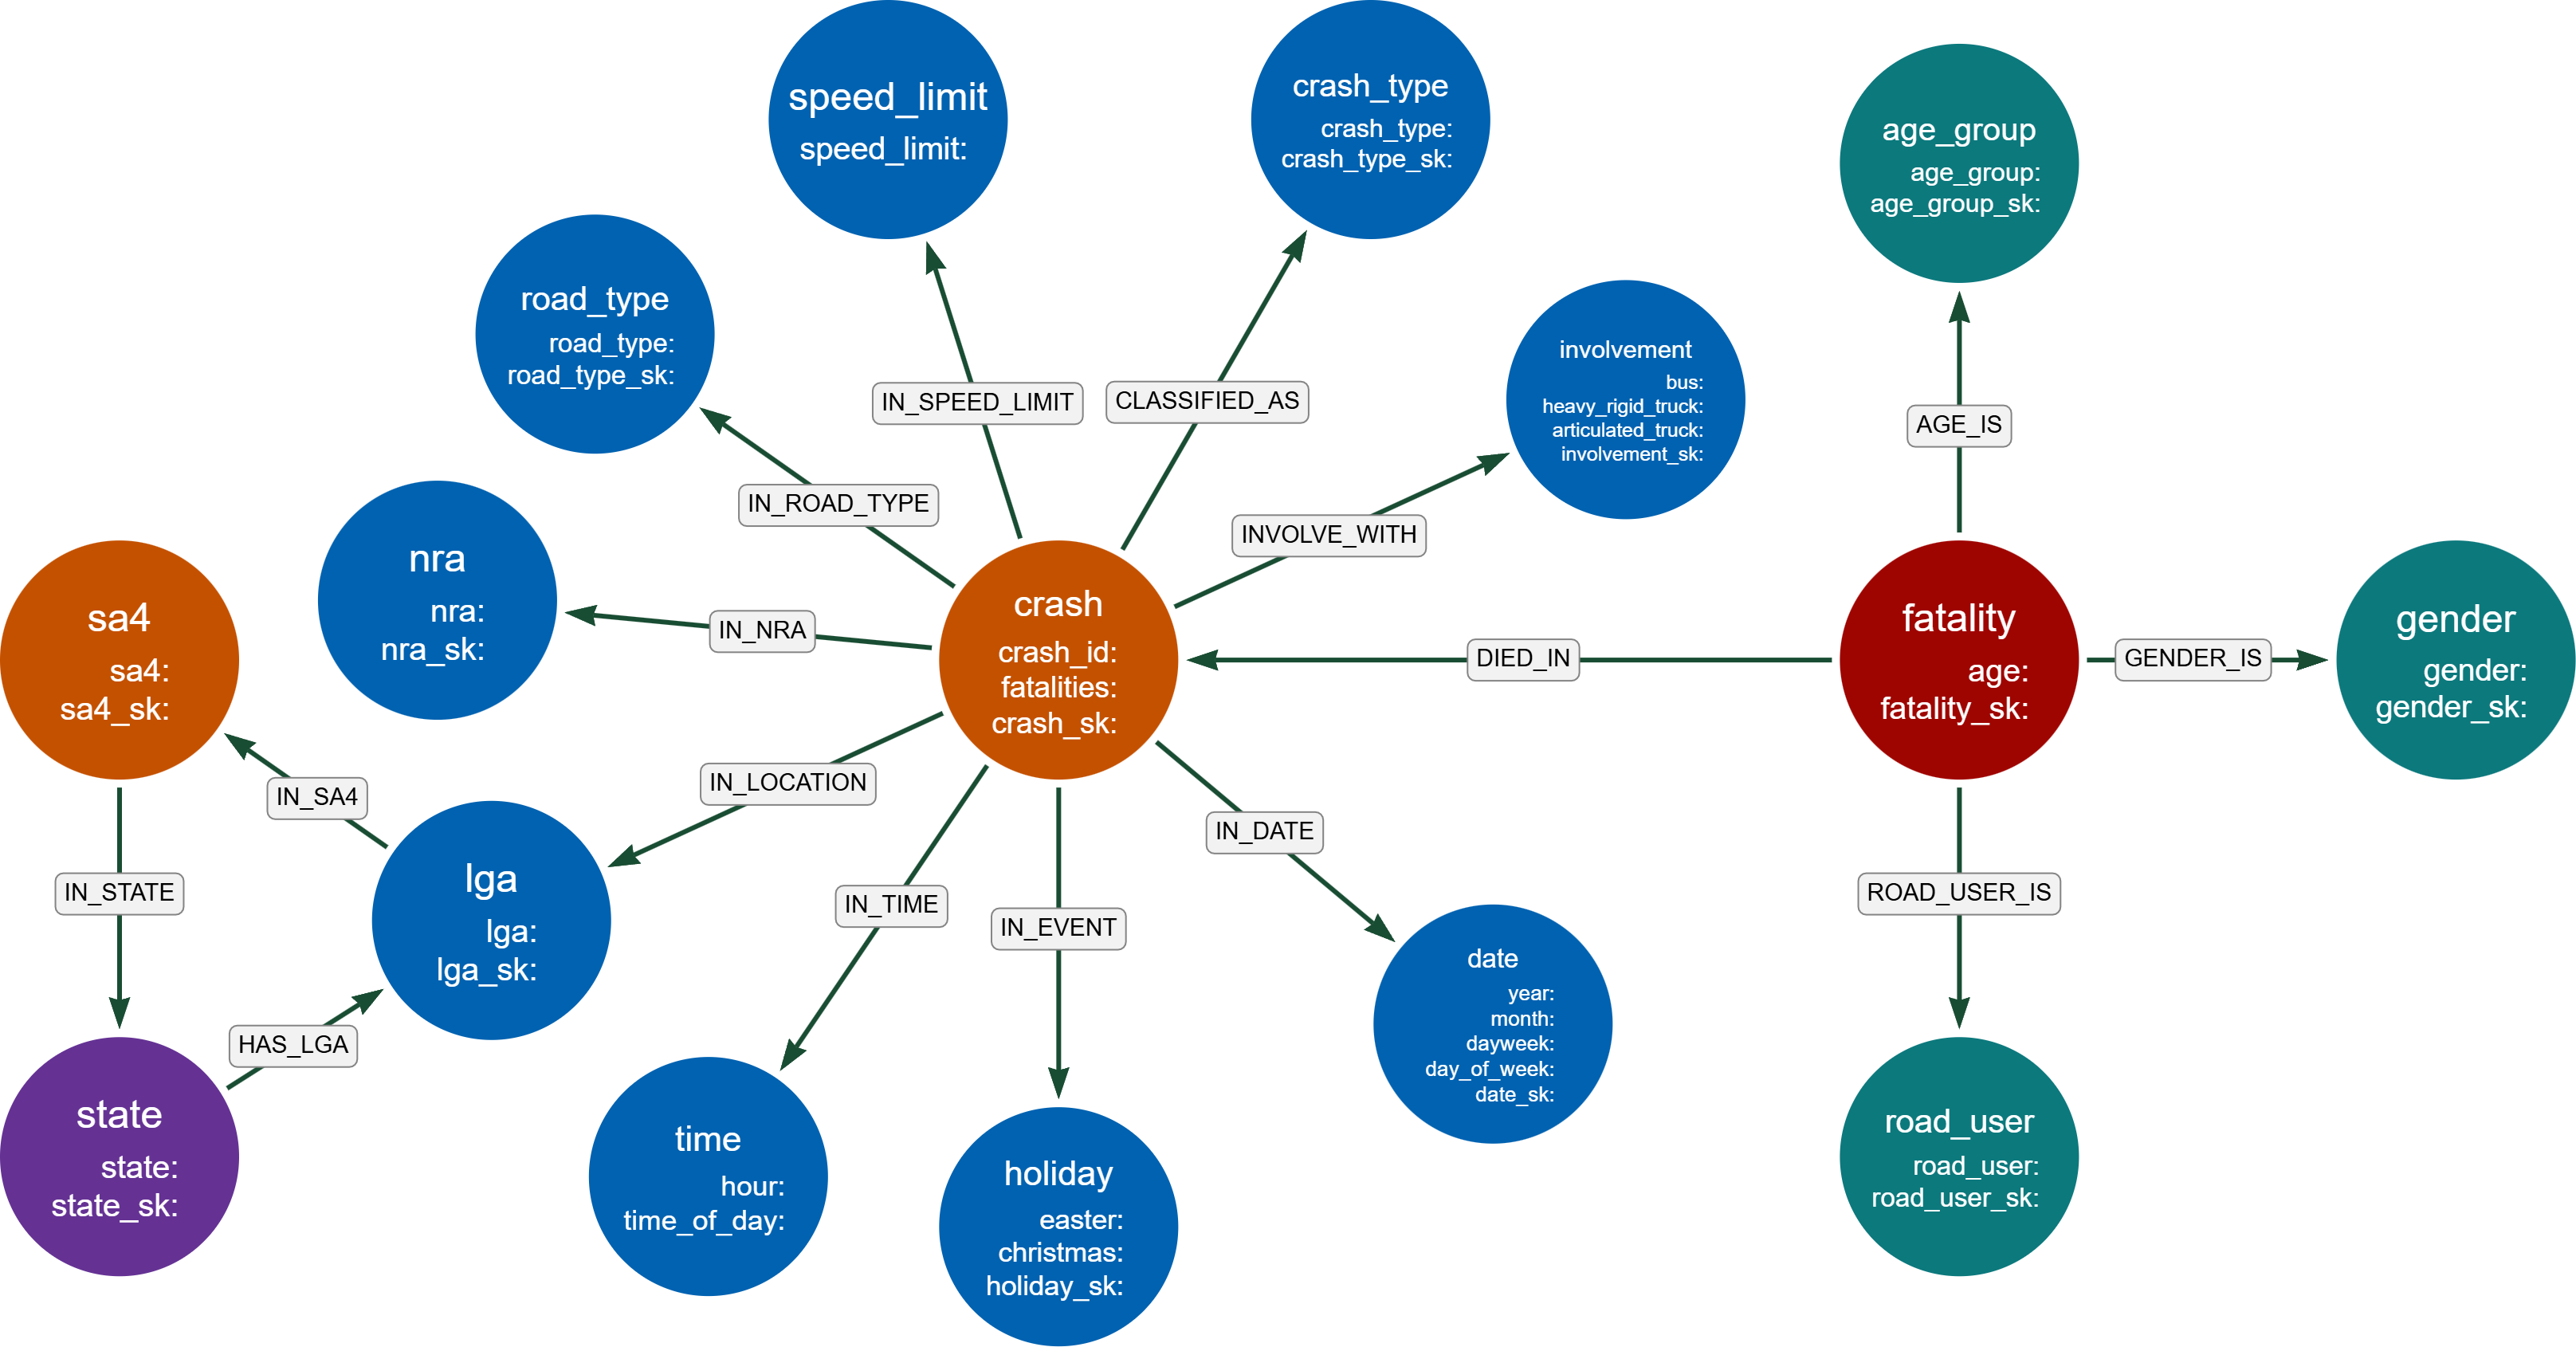 speed_limit
speed_limit:
crash_type
crash_type:
crash_type_sk:
age_group
age_group:
age_group_sk:
road_type
road_type:
road_type_sk:
involvement
bus:
heavy_rigid_truck:
articulated_truck:
involvement_sk:
IN_SPEED_LIMIT
CLASSIFIED_AS
AGE_IS
IN_ROAD_TYPE
INVOLVE_WITH
nra
nra:
nra_sk:
IN_NRA
sa4
sa4:
sa4_sk:
crash
crash_id:
fatalities:
crash_sk:
DIED_IN
fatality
age:
fatality_sk:
GENDER_IS
gender
gender:
gender_sk:
IN_LOCATION
IN_SA4
IN_DATE
IN_STATE
lga
lga:
lga_sk:
IN_TIME
IN_EVENT
ROAD_USER_IS
HAS_LGA
date
year:
month:
dayweek:
day_of_week:
date_sk:
state
state:
state_sk:
time
hour:
time_of_day:
holiday
easter:
christmas:
holiday_sk:
road_user
road_user:
road_user_sk: